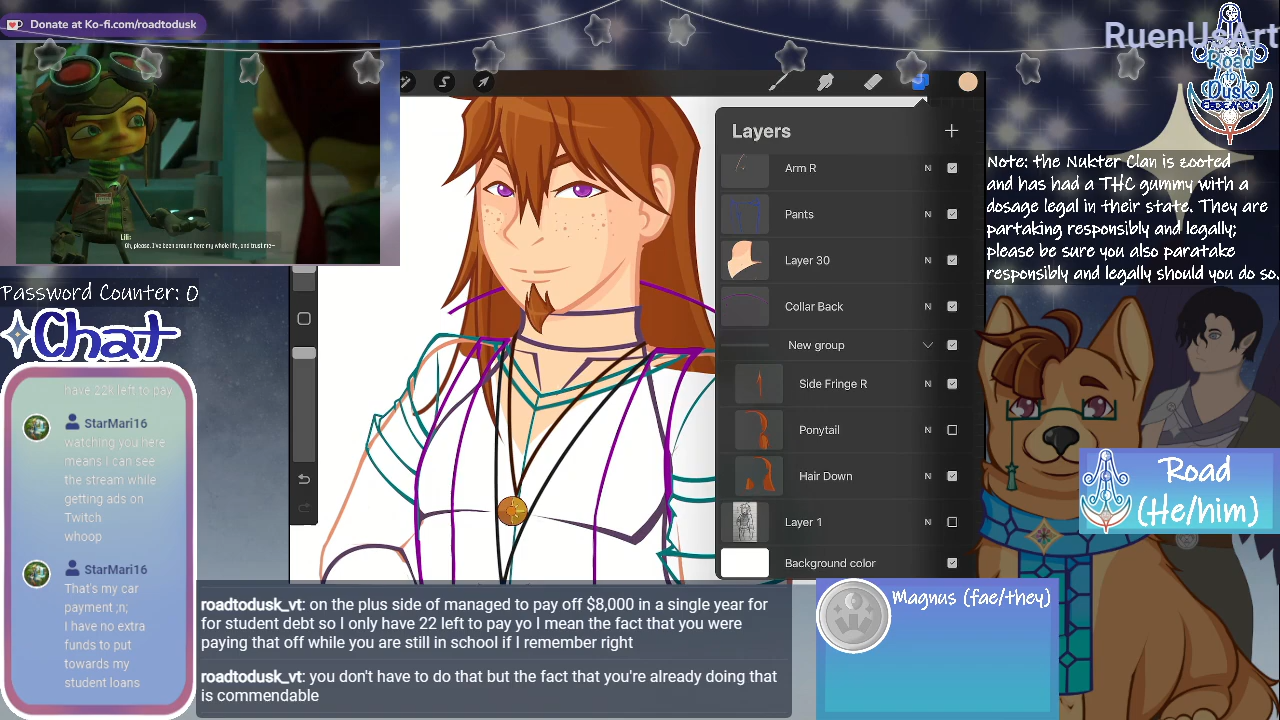 Donate at Ko-fi.com/roadtodusk
RuenUsArt
Road
to
Dusk
Lili:
Oh, please. I've been around here my whole life, and trust me—
Layers
Arm R
N
Pants
N
Layer 30
N
Collar Back
N
New group
Side Fringe R
N
Ponytail
N
Hair Down
N
Layer 1
N
Background color
Note: the Nukter Clan is zooted
and has had a THC gummy with a
dosage legal in their state. They are
partaking responsibly and legally;
please be sure you also paratake
responsibly and legally should you do so.
Password Counter: 0
Chat
have 22k left to pay
StarMari16
watching you here
means I can see
the stream while
getting ads on
Twitch
whoop
StarMari16
That's my car
payment ;n;
I have no extra
funds to put
towards my
student loans
Road
(He/him)
Magnus (fae/they)
roadtodusk_vt: on the plus side of managed to pay off $8,000 in a single year for
for student debt so I only have 22 left to pay yo I mean the fact that you were
paying that off while you are still in school if I remember right
roadtodusk_vt: you don't have to do that but the fact that you're already doing that
is commendable